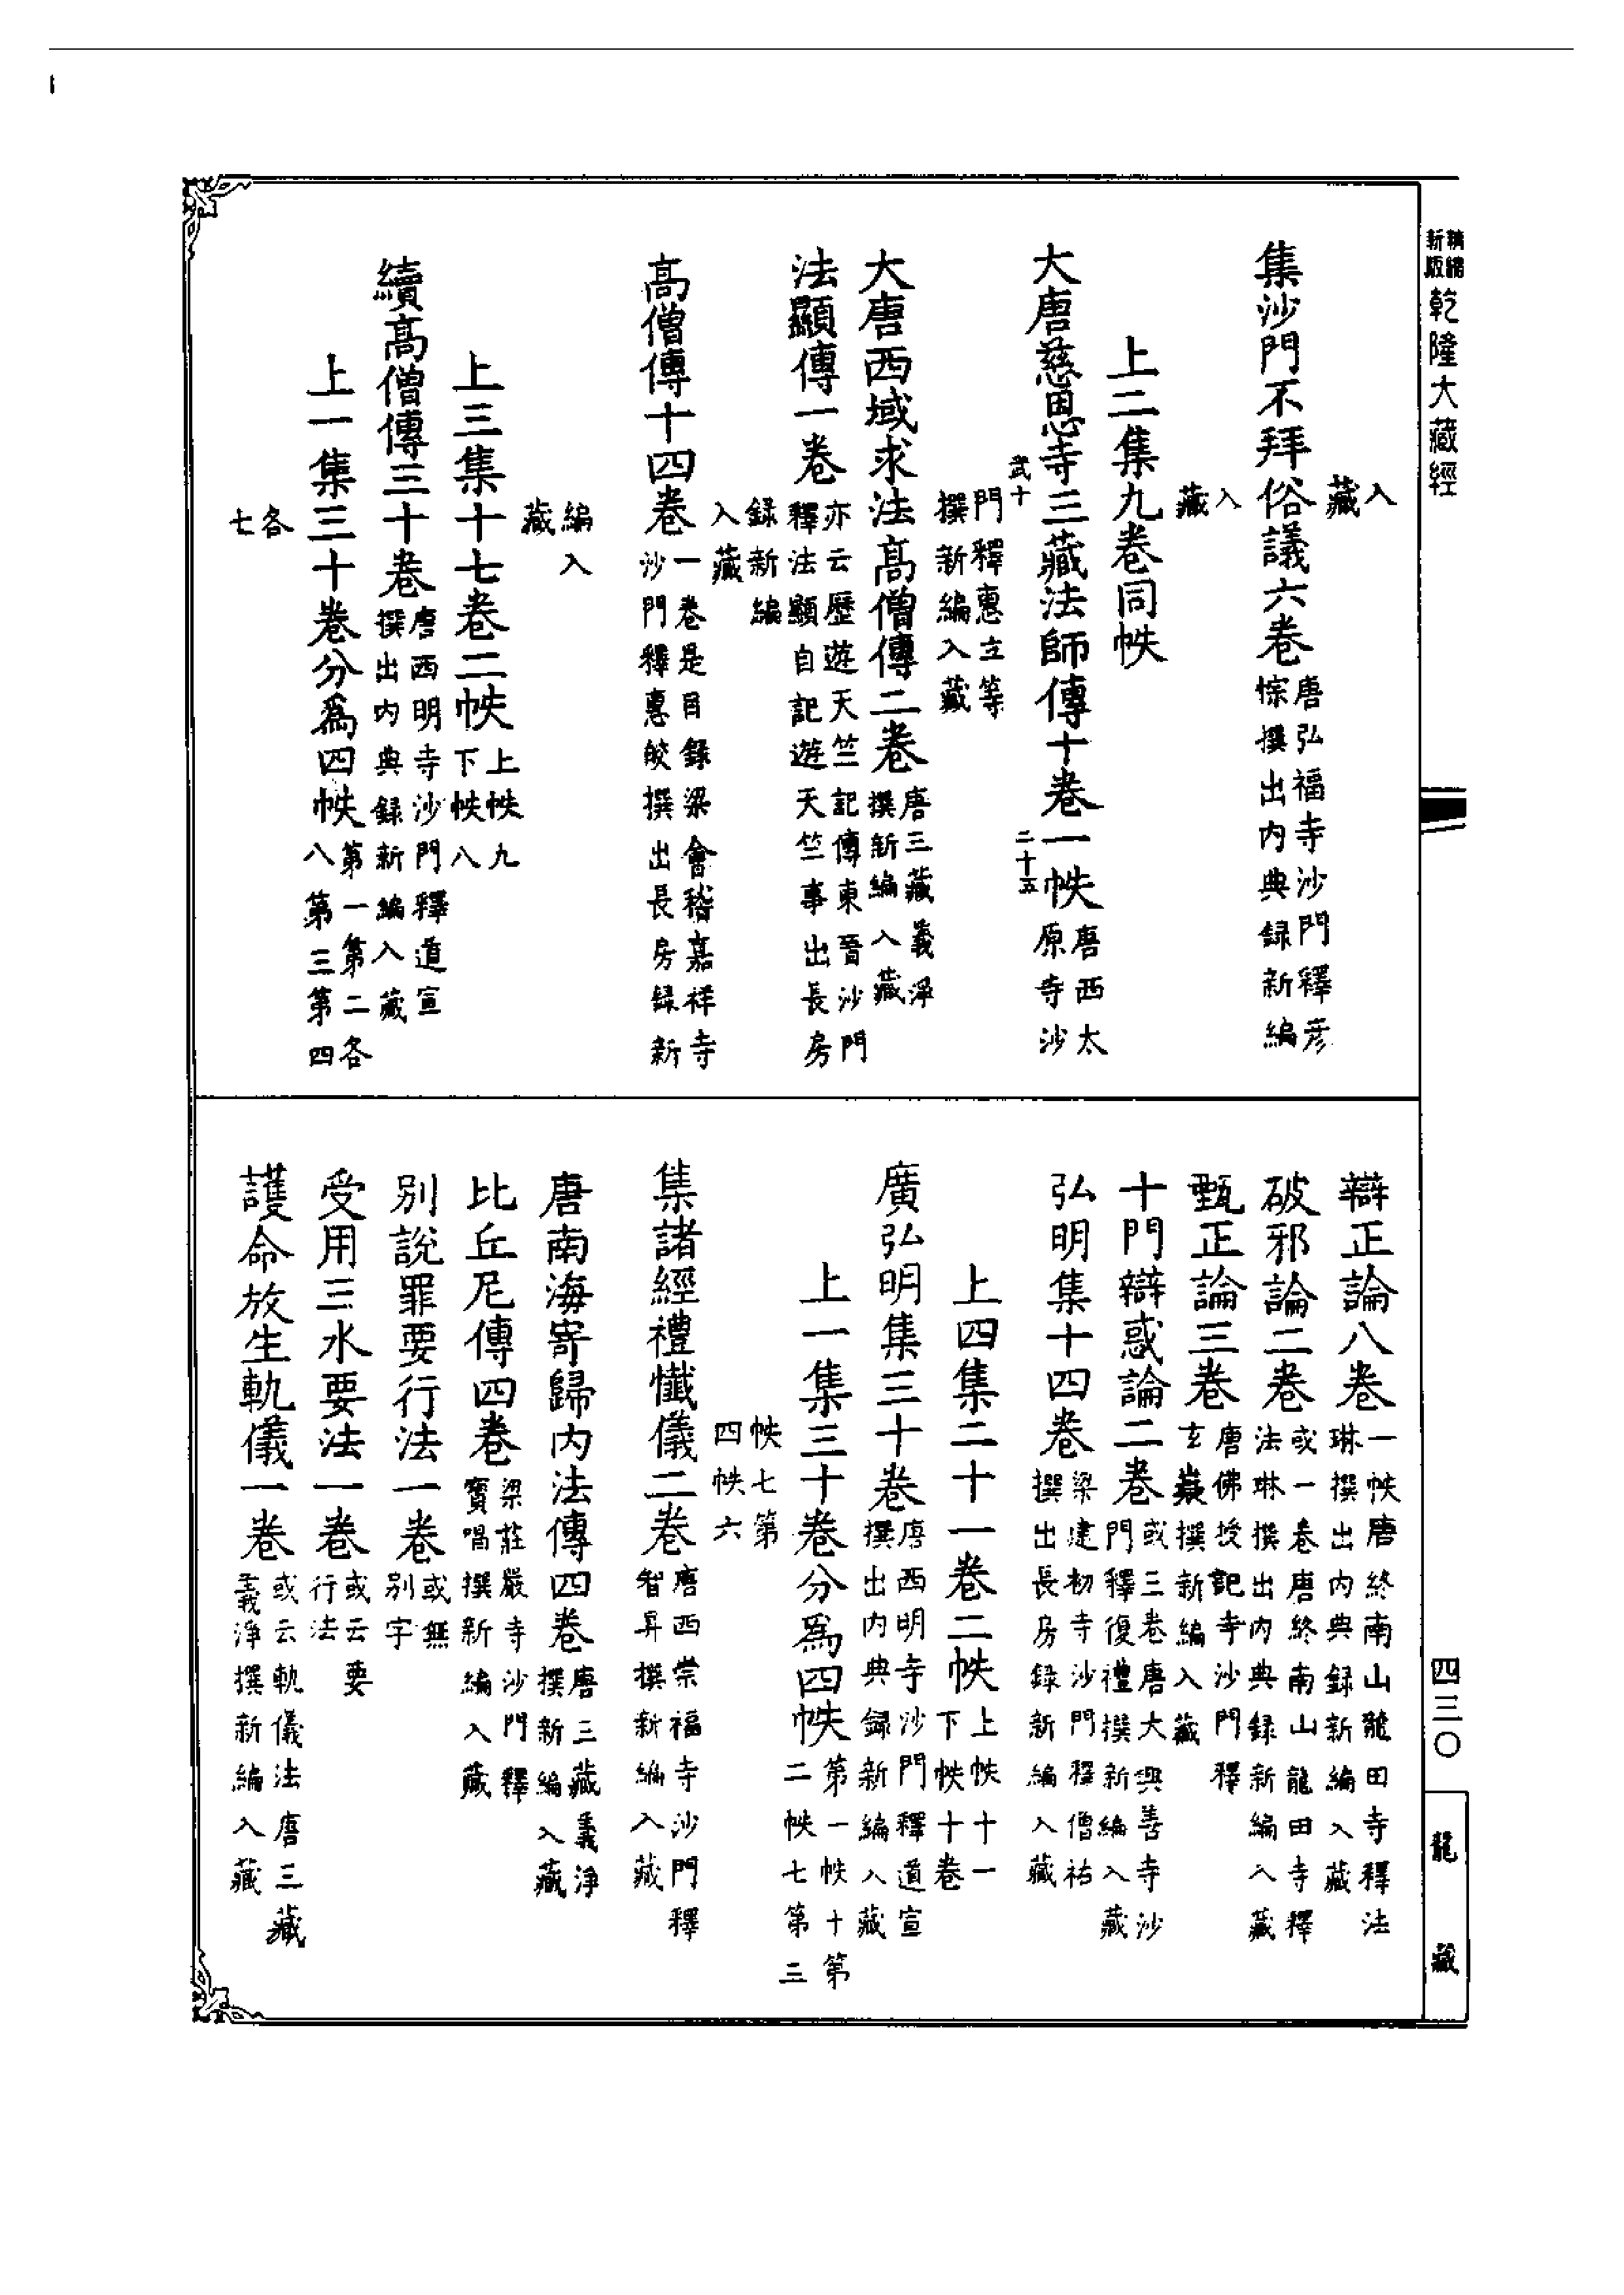 精縮新版乾隆大藏經
入藏
集沙門不拜俗議六卷唐弘福寺沙門釋彦悰撰出内典録新編
入藏
上二集九卷同帙
大唐慈恩寺三藏法師傳十卷一帙唐西太原寺沙
武十
二十五
門釋惠立等撰新編入藏
大唐西域求法髙僧傳二卷唐三藏義淨撰新編入藏
法顯傳一卷亦云歷遊天竺記傳東晉沙門釋法顯自記遊天竺事出長房
録新編入藏
髙僧傳十四卷一卷是目録梁會稽嘉祥寺沙門釋惠皎撰出長房録新
編入藏
上三集十七卷二帙上帙九下帙八
續髙僧傳三十卷唐西明寺沙門釋道宣撰出内典録新編入藏
上一集三十卷分爲四帙第一第二各八第三第四
各七
辯正論八卷一帙唐終南山龍田寺釋法琳撰出内典録新編入藏
破邪論二卷或一卷唐終南山龍田寺釋法琳撰出内典録新編入藏
甄正論三卷唐佛授記寺沙門釋玄嶷撰新編入藏
十門辯惑論二卷或三卷唐大興善寺沙門釋復禮撰新編入藏
弘明集十四卷梁建初寺沙門釋僧祐撰出長房録新編入藏
上四集二十一卷二帙上帙十一下帙十卷
廣弘明集三十卷唐西明寺沙門釋道宣撰出内典録新編入藏
上一集三十卷分爲四帙第一帙十第二帙七第三
帙七第四帙六
集諸經禮懺儀二卷唐西崇福寺沙門釋智昇撰新編入藏
唐南海寄歸内法傳四卷唐三藏義淨撰新編入藏
比丘尼傳四卷梁莊嚴寺沙門釋寶唱撰新編入藏
别說罪要行法一卷或無别字
受用三水要法一卷或云要行法
護命放生軌儀一卷或云軌儀法唐三藏義淨撰新編入藏
四三〇
龍藏